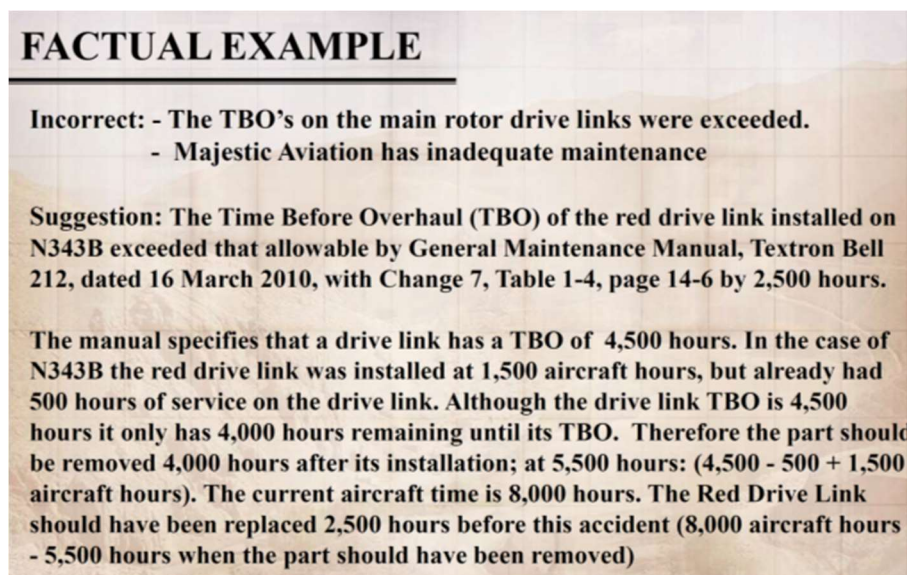 FACTUAL EXAMPLE
Incorrect: - The TBO’s on the main rotor drive links were exceeded.
- Majestic Aviation has inadequate maintenance
Suggestion: The Time Before Overhaul (TBO) of the red drive link installed on
N343B exceeded that allowable by General Maintenance Manual, Textron Bell
212, dated 16 March 2010, with Change 7, Table 1-4, page 14-6 by 2,500 hours.
The manual specifies that a drive link has a TBO of 4,500 hours. In the case of
N343B the red drive link was installed at 1,500 aircraft hours, but already had
500 hours of service on the drive link. Although the drive link TBO is 4,500
hours it only has 4,000 hours remaining until its TBO. Therefore the part should
be removed 4,000 hours after its installation; at 5,500 hours: (4,500 - 500 + 1,500
aircraft hours). The current aircraft time is 8,000 hours. The Red Drive Link
should have been replaced 2,500 hours before this accident (8,000 aircraft hours
- 5,500 hours when the part should have been removed)